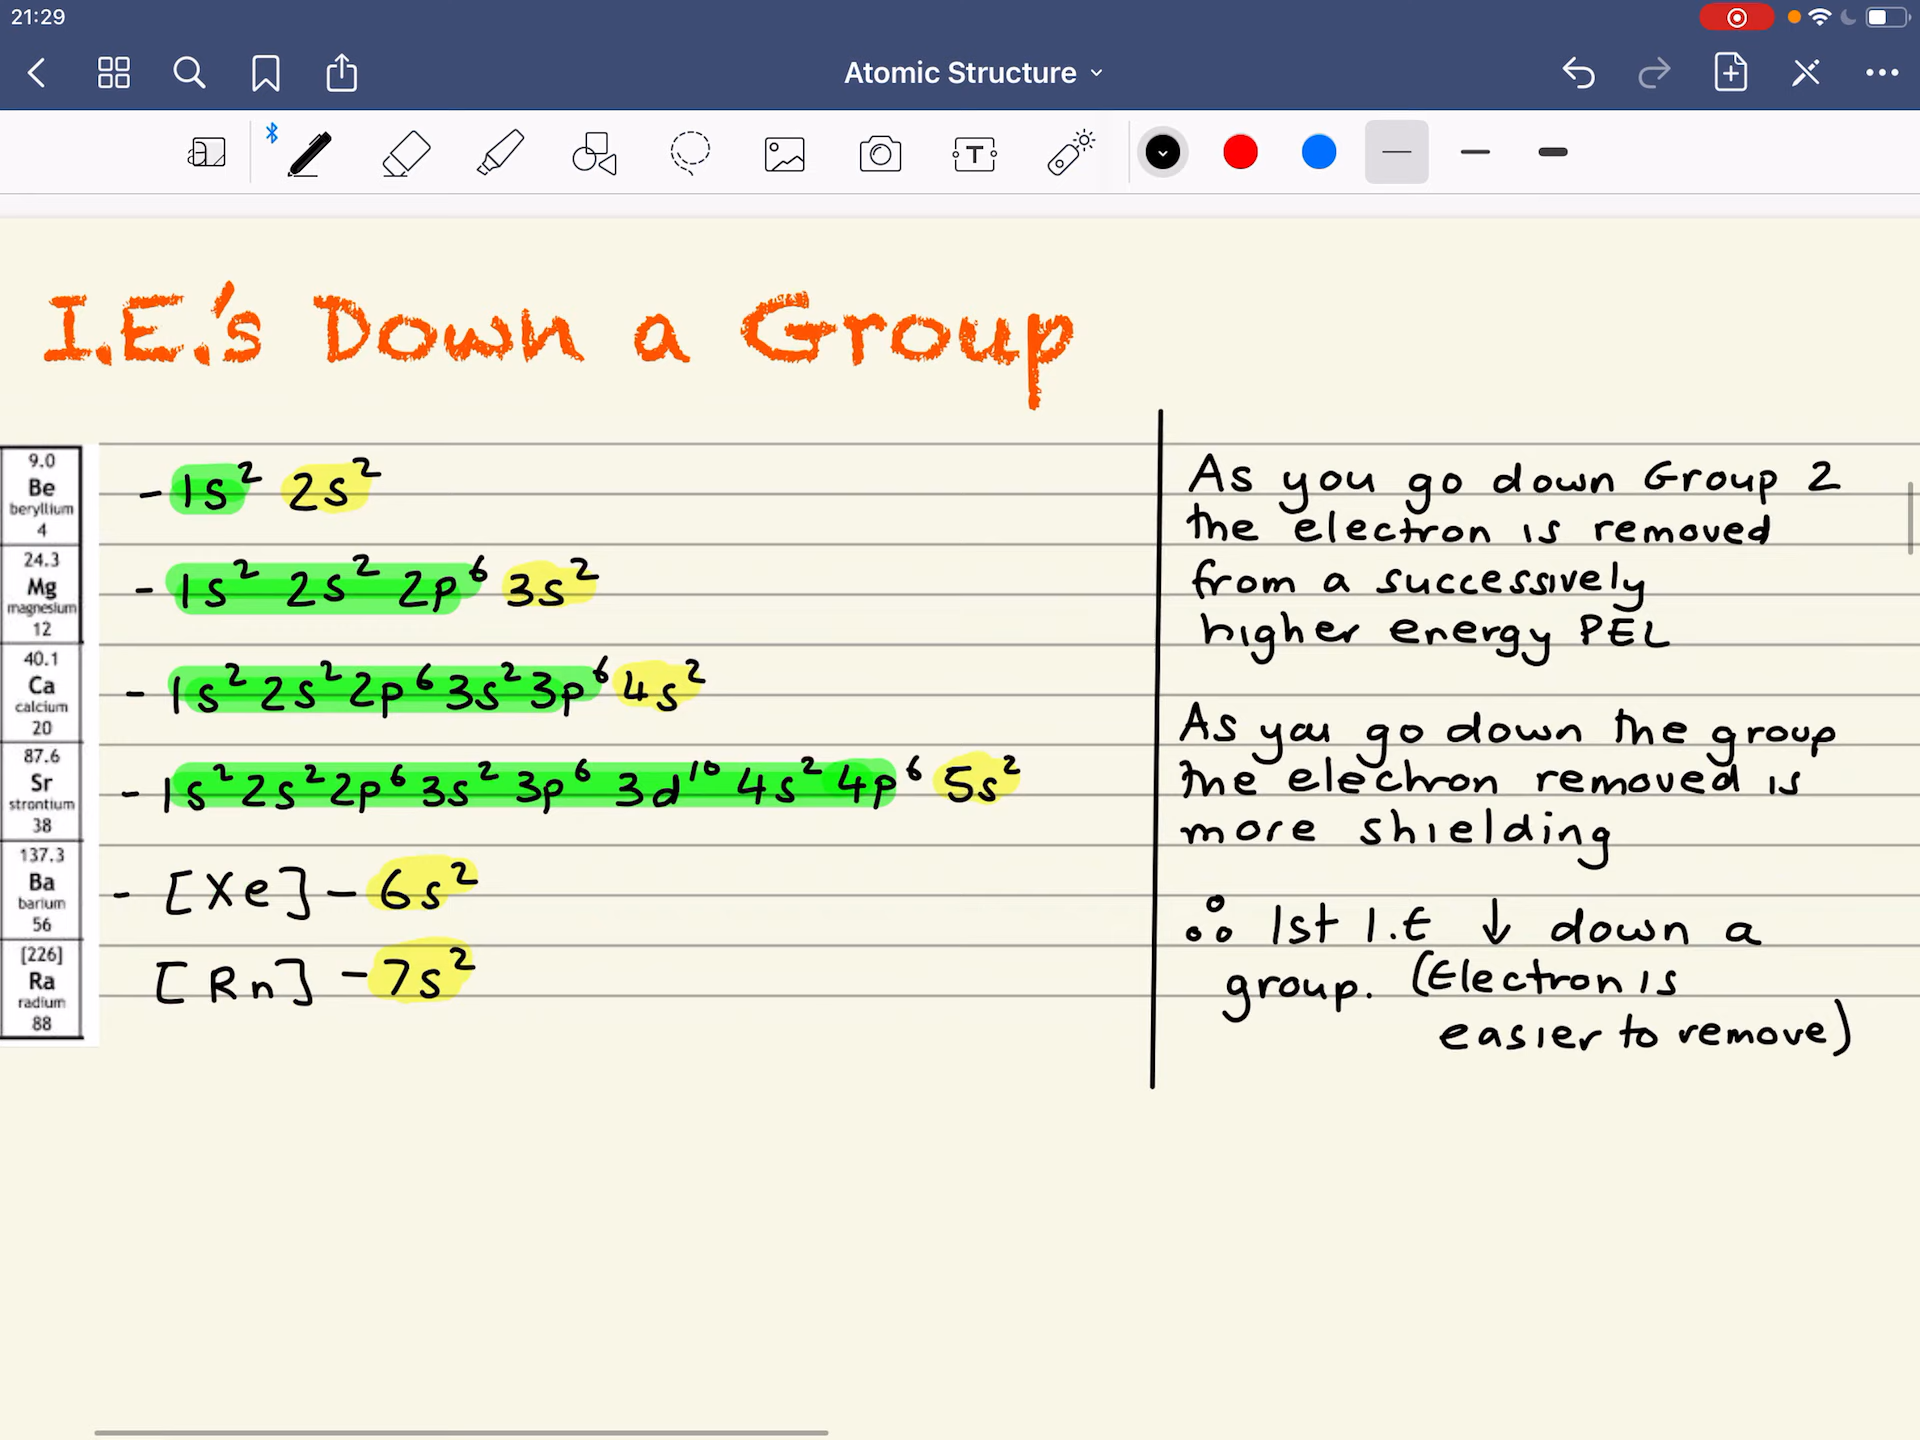 21:29
Atomic Structure
I.E.'s Down a Group
9.0
Be
beryllium
4
- 1s² 2s²
24.3
Mg
magnesium
12
- 1s² 2s² 2p⁶ 3s²
40.1
Ca
calcium
20
- 1s² 2s² 2p⁶ 3s² 3p⁶ 4s²
87.6
Sr
strontium
38
- 1s² 2s² 2p⁶ 3s² 3p⁶ 3d¹⁰ 4s² 4p⁶ 5s²
137.3
Ba
barium
56
- [Xe] - 6s²
[226]
Ra
radium
88
[Rn] - 7s²
As you go down Group 2
the electron is removed
from a successively
higher energy PEL
As you go down the group
the electron removed is
more shielding
∴ 1st I.E ↓ down a
group. (Electron is
easier to remove)